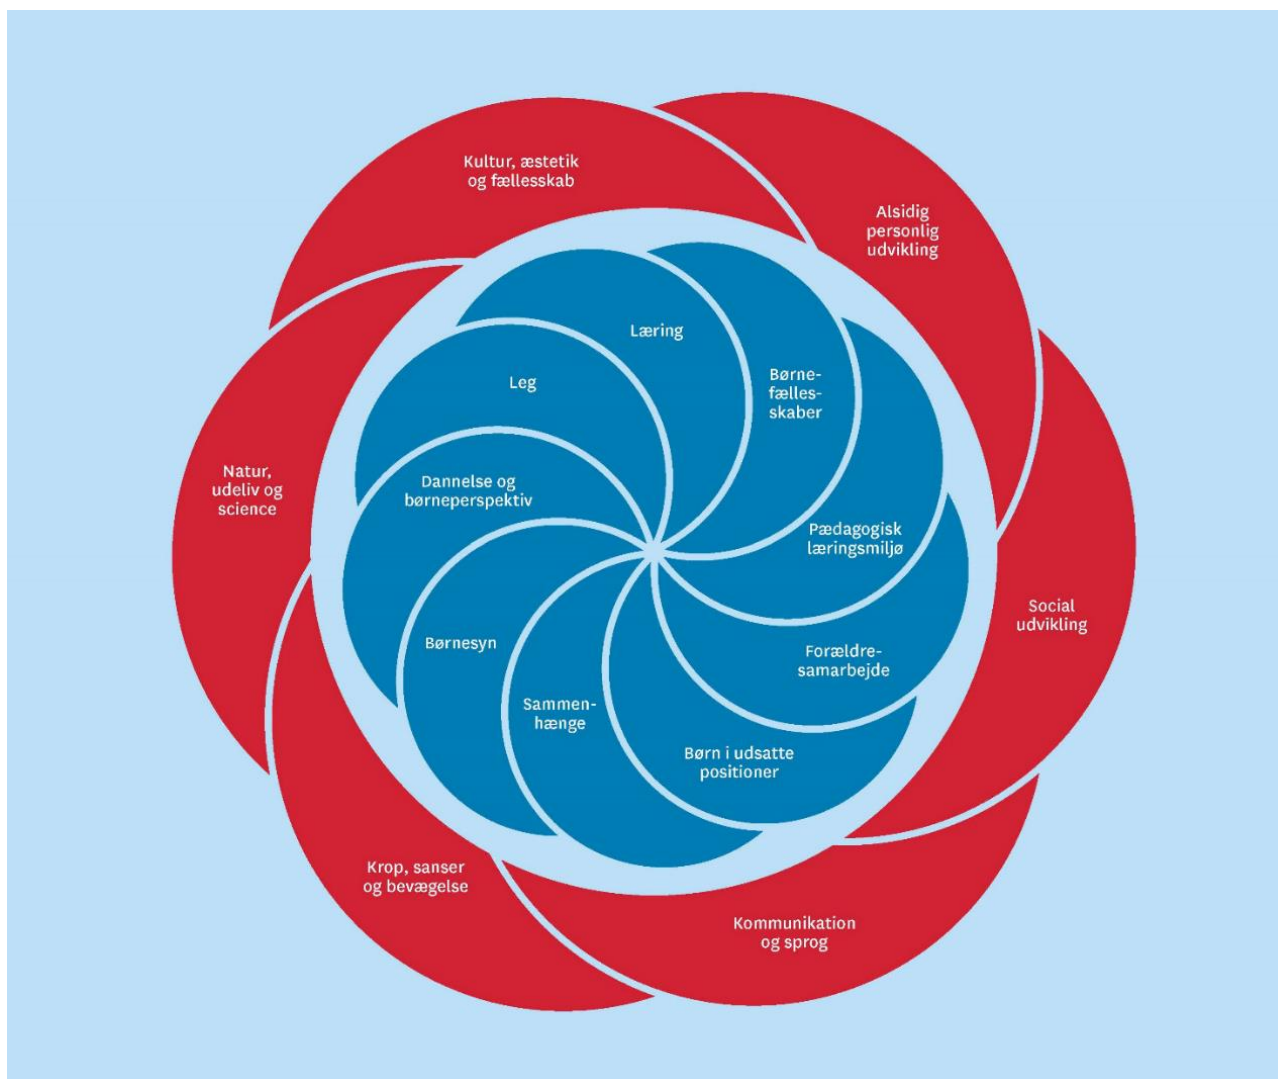 Kultur, æstetik
og fællesskab
Alsidig
personlig
udvikling
Social
udvikling
Kommunikation
og sprog
Krop, sanser
og bevægelse
Natur,
udeliv og
science
Læring
Børne-
fælles-
skaber
Pædagogisk
læringsmiljø
Forældre-
samarbejde
Børn i udsatte
positioner
Sammen-
hænge
Børnesyn
Dannelse og
børneperspektiv
Leg